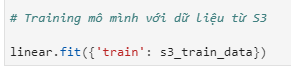 # Training mô mình với dữ liệu từ S3
linear.fit({'train': s3_train_data})